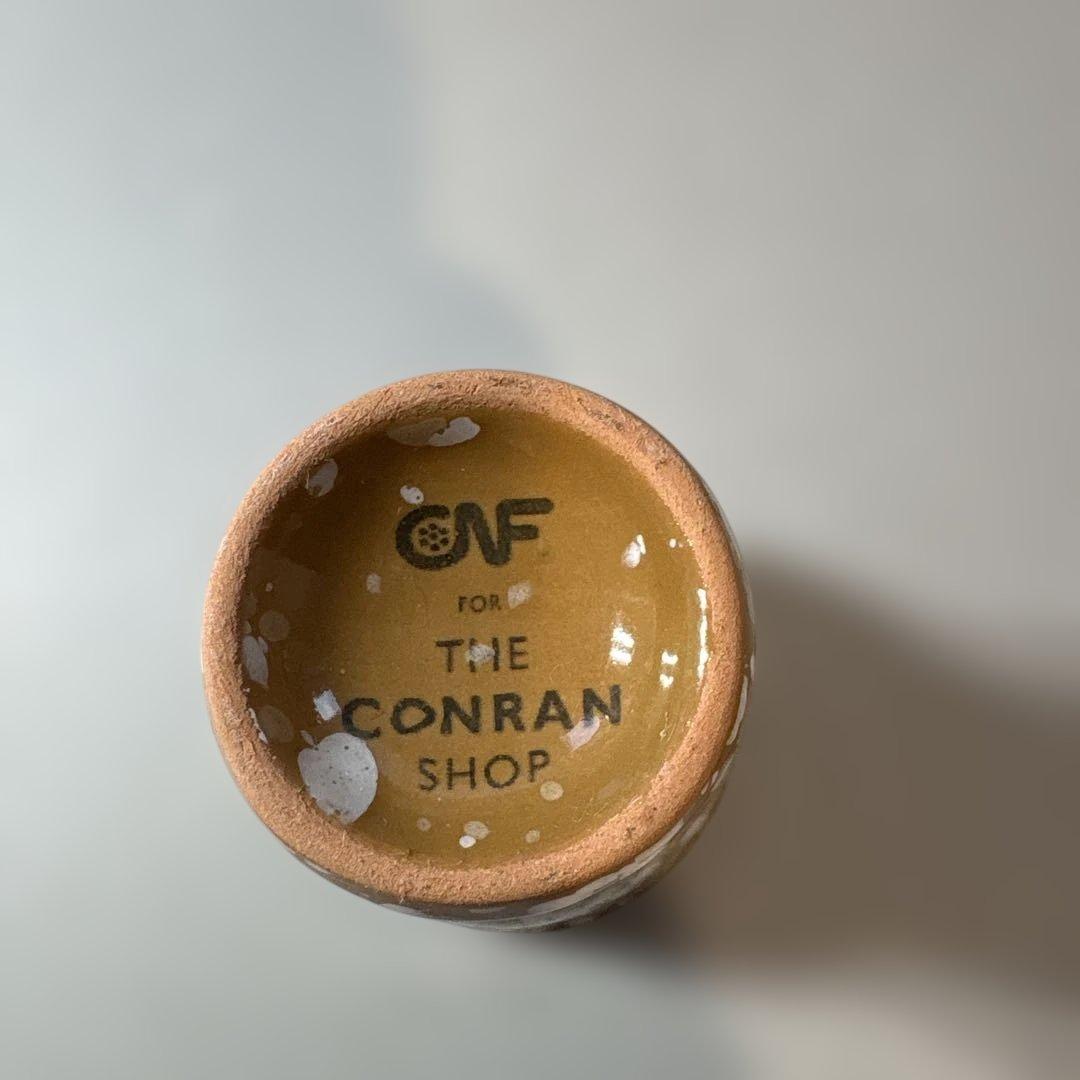 CNF
FOR
THE
CONRAN
SHOP